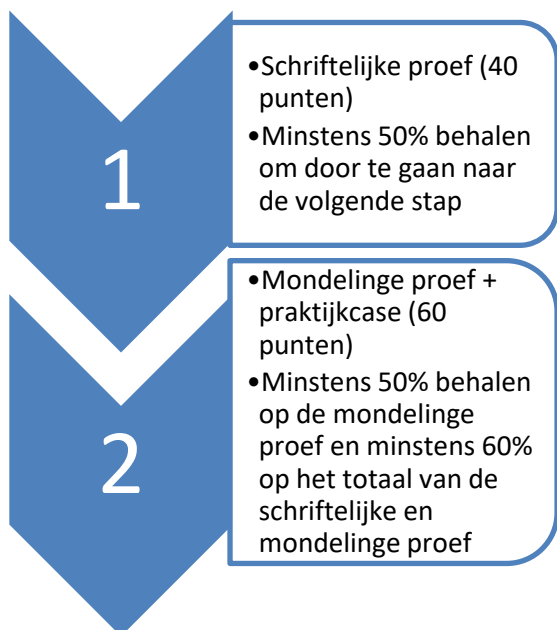 1
•Schriftelijke proef (40
punten)
•Minstens 50% behalen
om door te gaan naar
de volgende stap
2
•Mondelinge proef +
praktijkcase (60
punten)
•Minstens 50% behalen
op de mondelinge
proef en minstens 60%
op het totaal van de
schriftelijke en
mondelinge proef